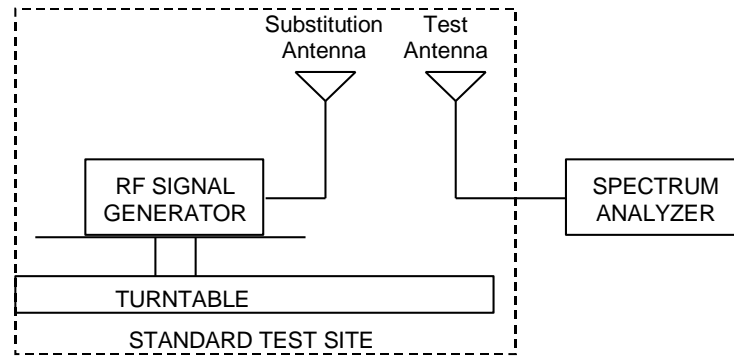 Substitution
Antenna
Test
Antenna
RF SIGNAL
GENERATOR
SPECTRUM
ANALYZER
TURNTABLE
STANDARD TEST SITE